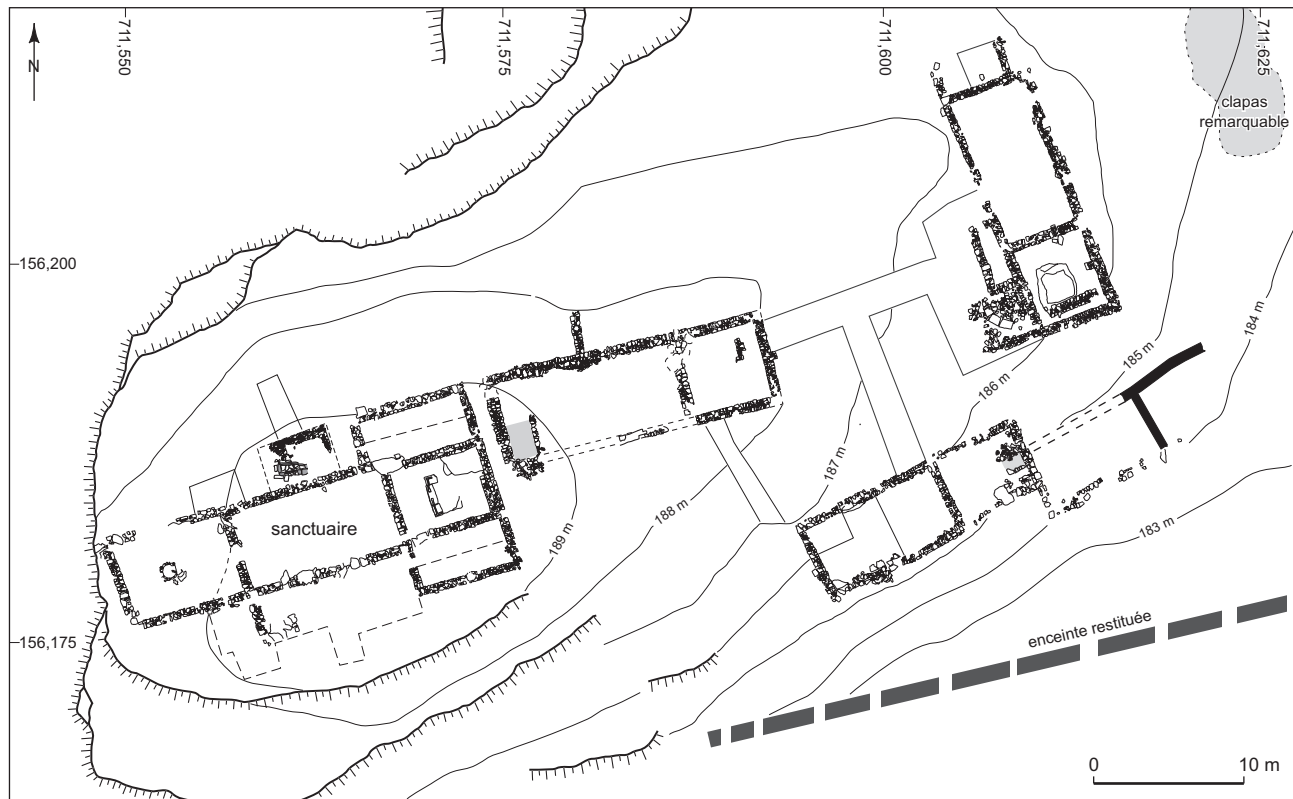 711,550
711,575
711,600
711,625
N
clapas
remarquable
156,200
184 m
185 m
186 m
187 m
sanctuaire
188 m
189 m
183 m
156,175
enceinte restituée
0 10 m